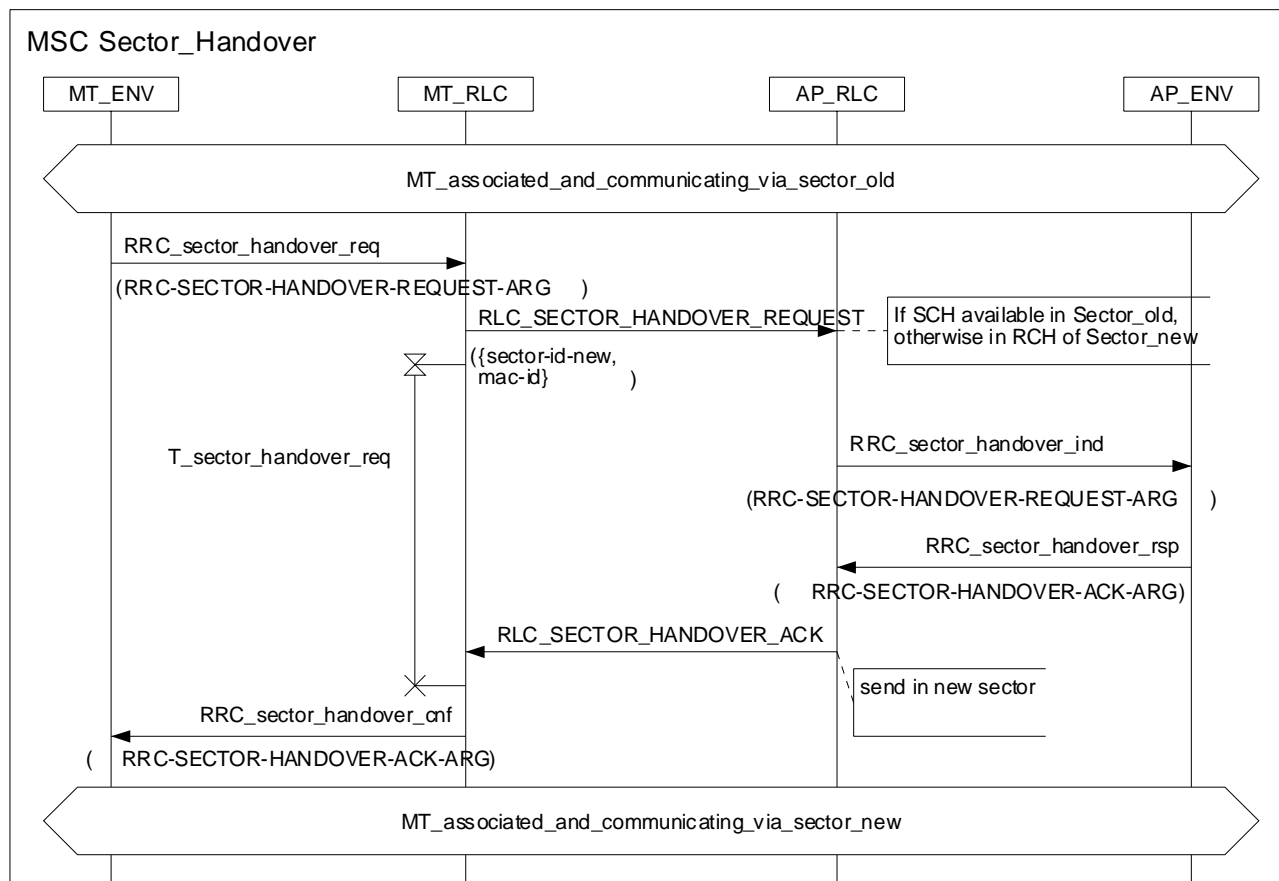 MSC Sector_Handover
MT_ENV
MT_RLC
AP_RLC
AP_ENV
MT_associated_and_communicating_via_sector_old
RRC_sector_handover_req
(RRC-SECTOR-HANDOVER-REQUEST-ARG )
RLC_SECTOR_HANDOVER_REQUEST
If SCH available in Sector_old,
otherwise in RCH of Sector_new
({sector-id-new,
mac-id} )
T_sector_handover_req
RRC_sector_handover_ind
(RRC-SECTOR-HANDOVER-REQUEST-ARG )
RRC_sector_handover_rsp
( RRC-SECTOR-HANDOVER-ACK-ARG)
RLC_SECTOR_HANDOVER_ACK
send in new sector
RRC_sector_handover_cnf
( RRC-SECTOR-HANDOVER-ACK-ARG)
MT_associated_and_communicating_via_sector_new